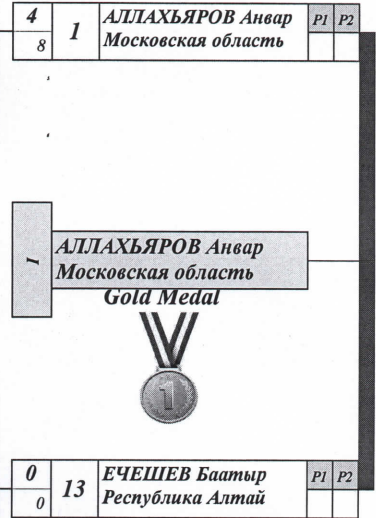 4 1 АЛЛАХЬЯРОВ Анвар P1 P2
8 Московская область
I АЛЛАХЬЯРОВ Анвар
Московская область
Gold Medal
1
0 13 ЕЧЕШЕВ Баатыр P1 P2
0 Республика Алтай